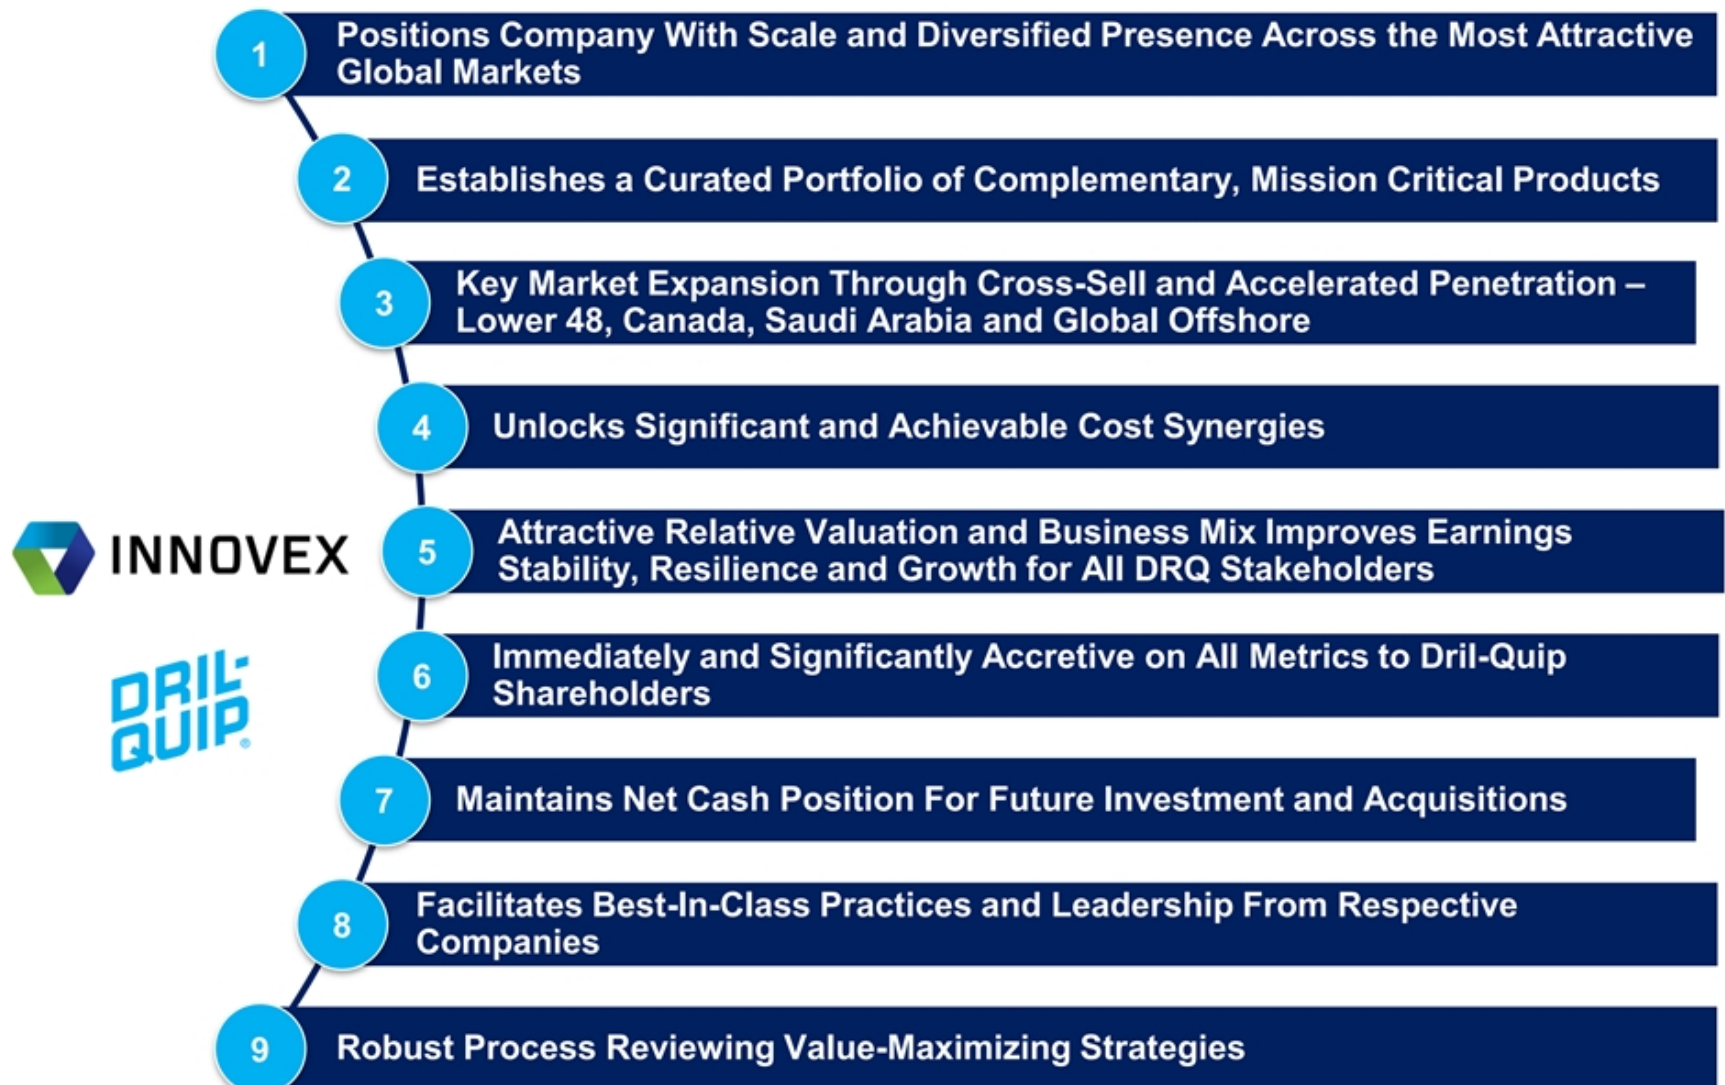 1
Positions Company With Scale and Diversified Presence Across the Most Attractive
Global Markets
2
Establishes a Curated Portfolio of Complementary, Mission Critical Products
3
Key Market Expansion Through Cross-Sell and Accelerated Penetration –
Lower 48, Canada, Saudi Arabia and Global Offshore
4
Unlocks Significant and Achievable Cost Synergies
INNOVEX
5
Attractive Relative Valuation and Business Mix Improves Earnings
Stability, Resilience and Growth for All DRQ Stakeholders
DRIL-
QUIP®
6
Immediately and Significantly Accretive on All Metrics to Dril-Quip
Shareholders
7
Maintains Net Cash Position For Future Investment and Acquisitions
8
Facilitates Best-In-Class Practices and Leadership From Respective
Companies
9
Robust Process Reviewing Value-Maximizing Strategies